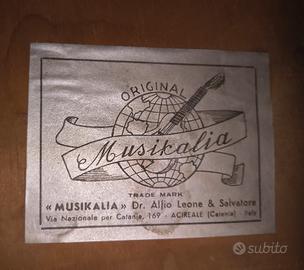 ORIGINAL
Musikalia
TRADE MARK
« MUSIKALIA » Dr. Alfio Leone & Salvatore
Via Nazionale per Catania, 169 - ACIREALE (Catania) - Italy
subito